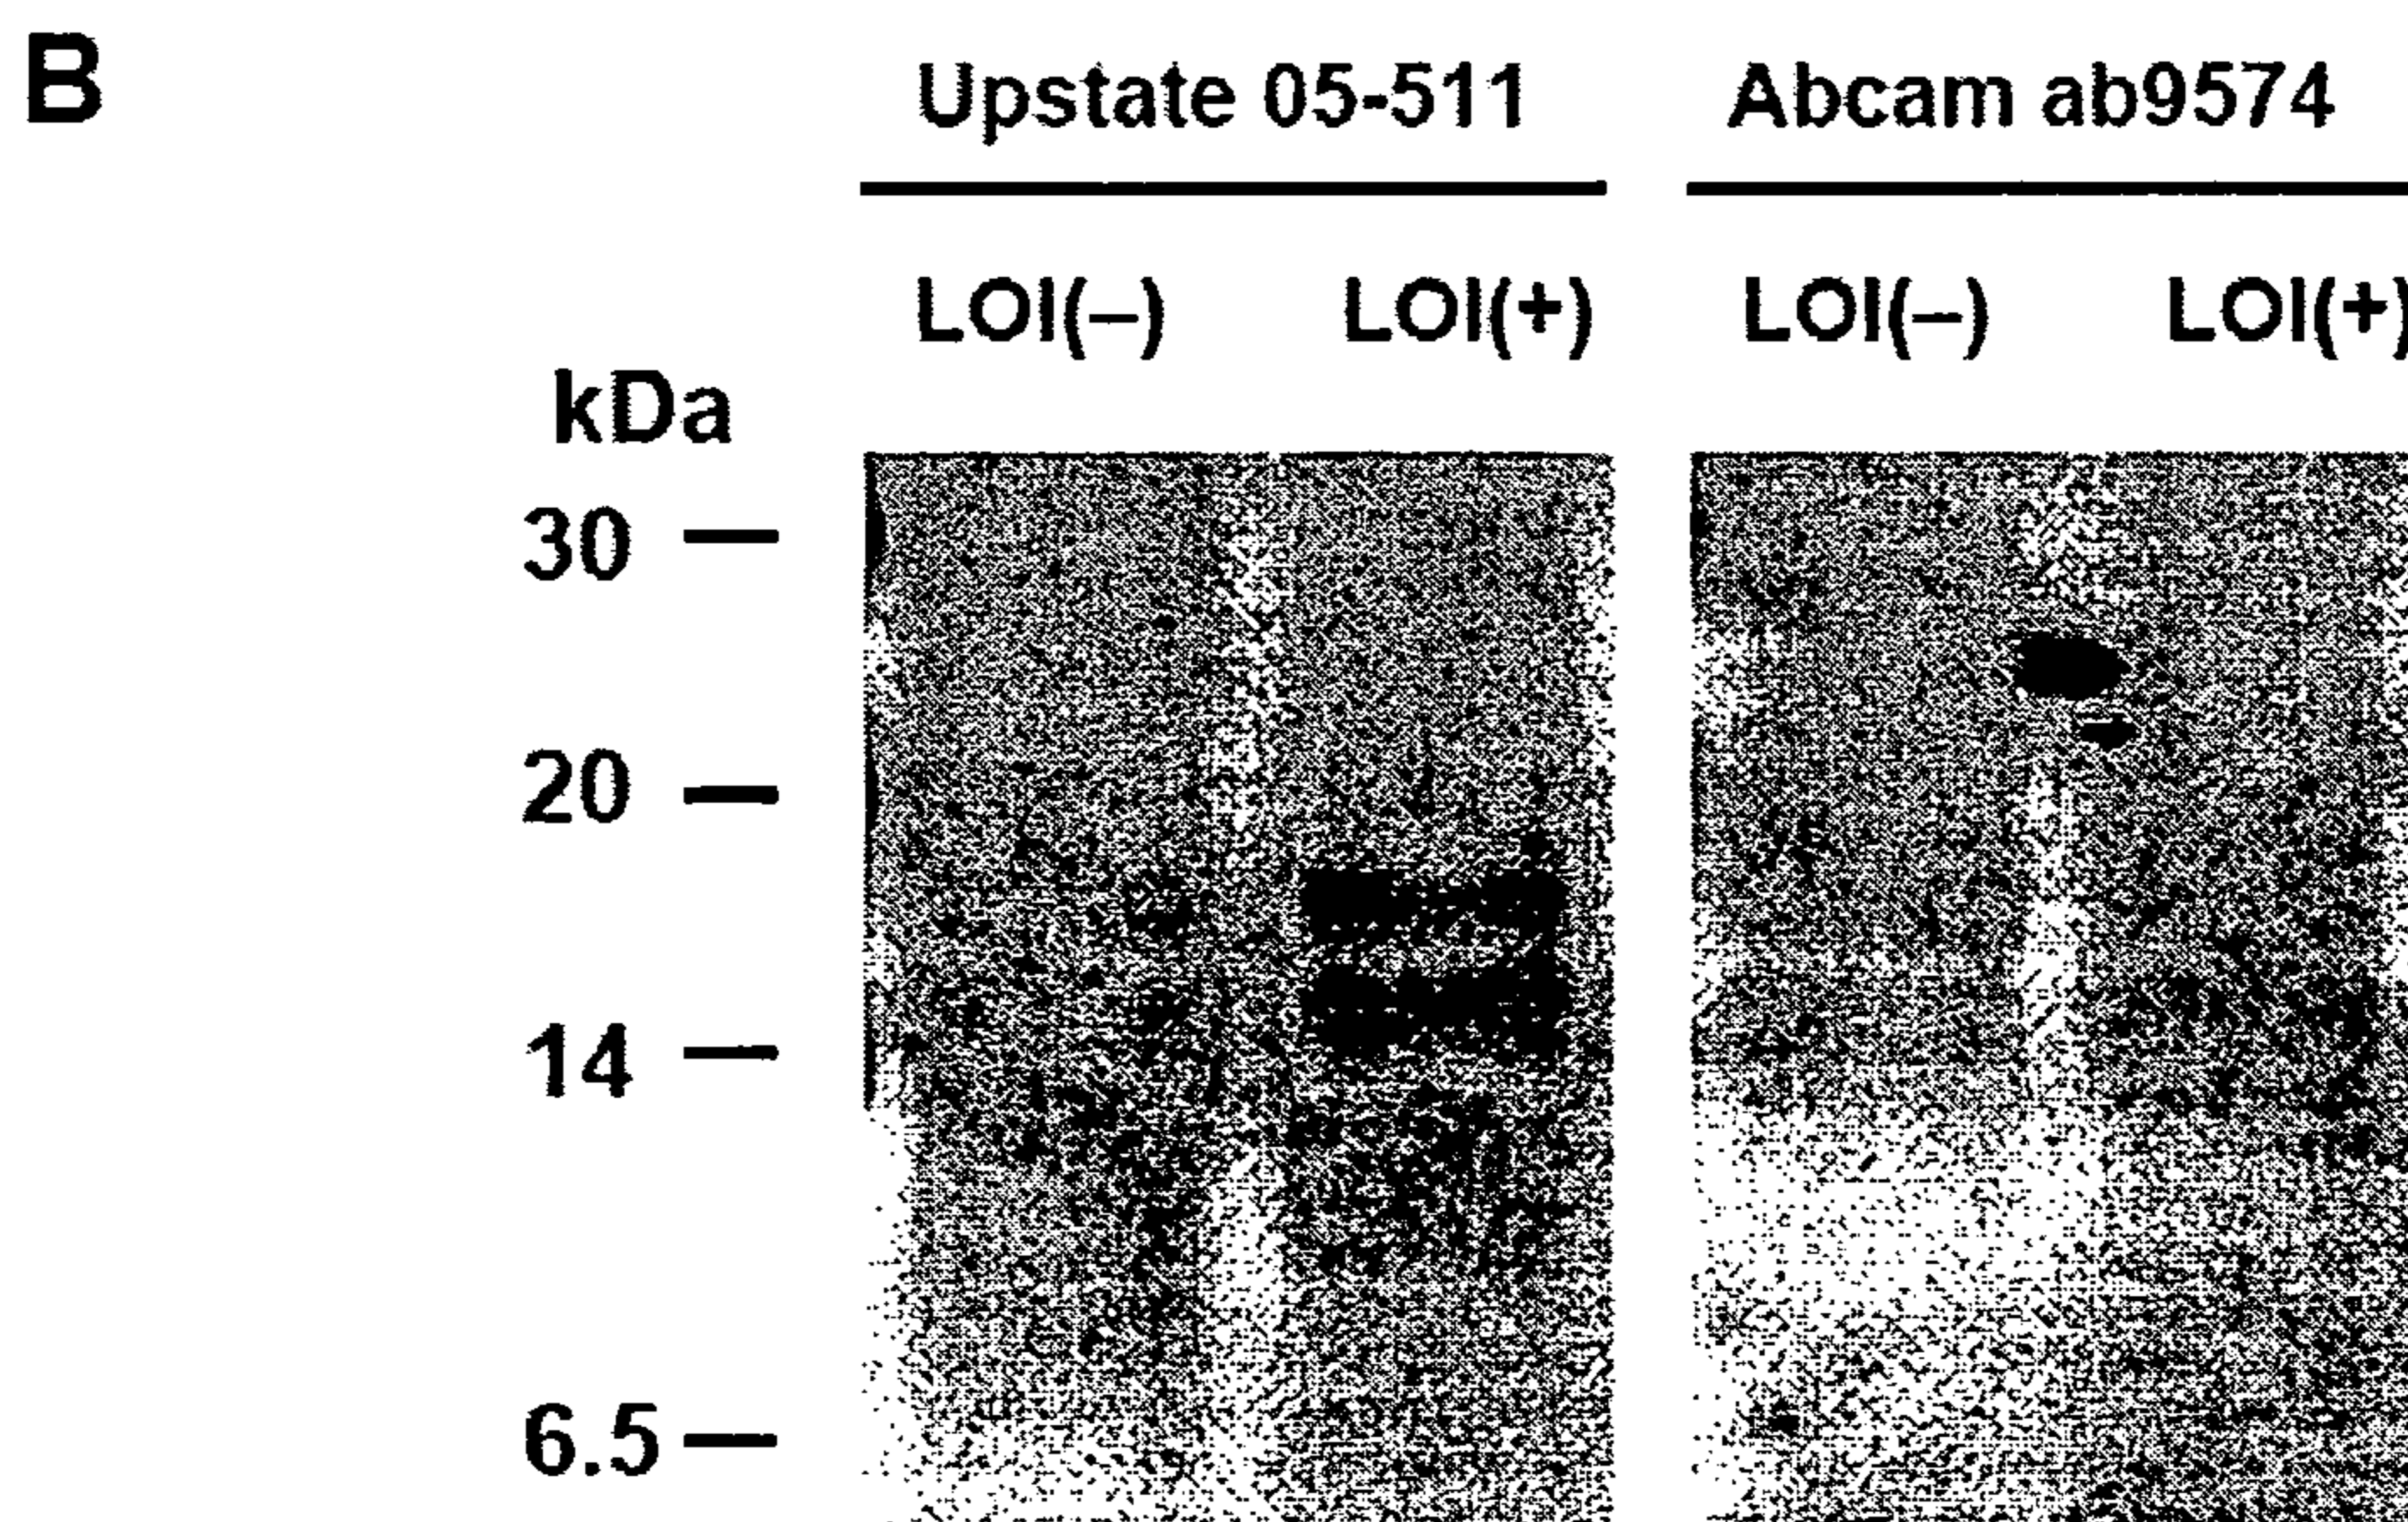 B
Upstate 05-511 Abcam ab9574
LOI(–) LOI(+) LOI(–) LOI(+)
kDa
30
20
14
6.5